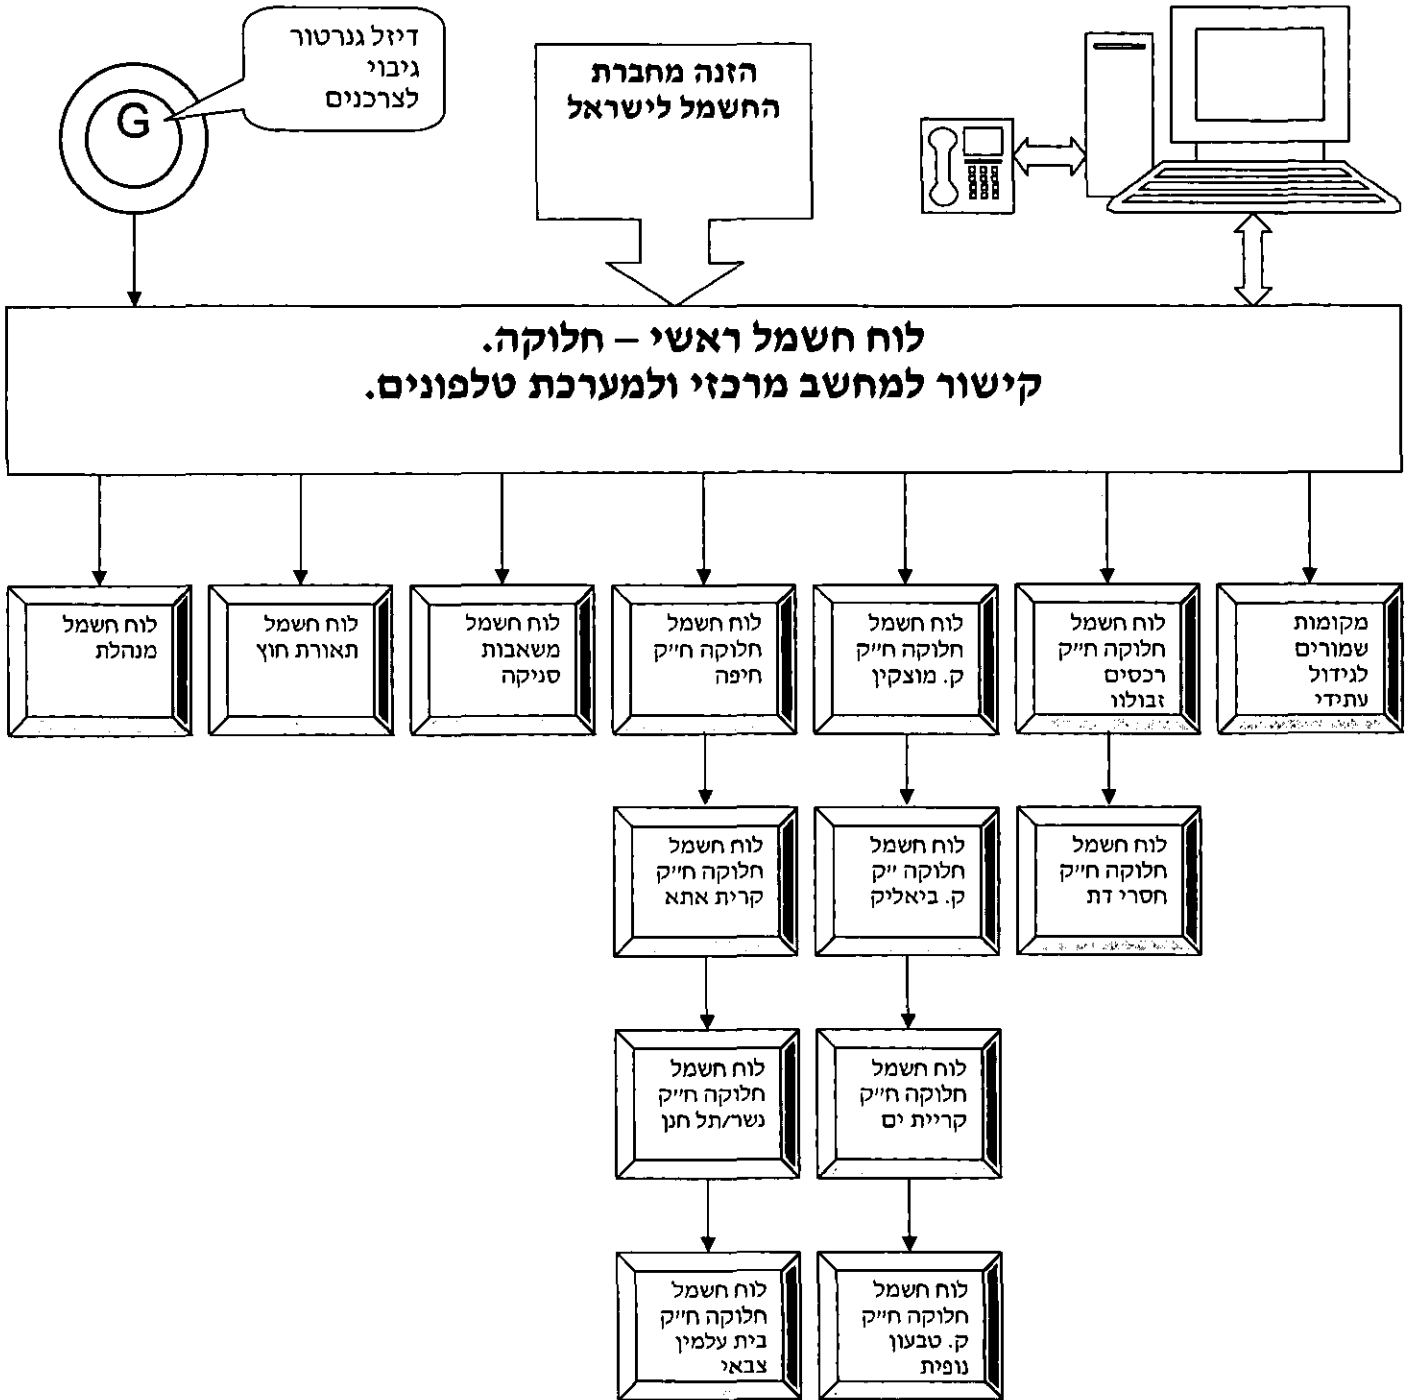 דיזל גנרטור
גיבוי
לצרכנים
G
הזנה מחברת
החשמל לישראל
לוח חשמל ראשי – חלוקה.
קישור למחשב מרכזי ולמערכת טלפונים.
מקומות
שמורים
לגידול
עתידי
לוח חשמל
חלוקה חייק
רכסים
זבולוו
לוח חשמל
חלוקה חייק
ק. מוצקין
לוח חשמל
חלוקה חייק
חיפה
לוח חשמל
משאבות
סניקה
לוח חשמל
תאורת חוץ
לוח חשמל
מנהלת
לוח חשמל
חלוקה חייק
חסרי דת
לוח חשמל
חלוקה ייק
ק. ביאליק
לוח חשמל
חלוקה חייק
קרית אתא
לוח חשמל
חלוקה חייק
קריית ים
לוח חשמל
חלוקה חייק
נשר/תל חנן
לוח חשמל
חלוקה חייק
ק. טבעון
נופית
לוח חשמל
חלוקה חייק
בית עלמין
צבאי